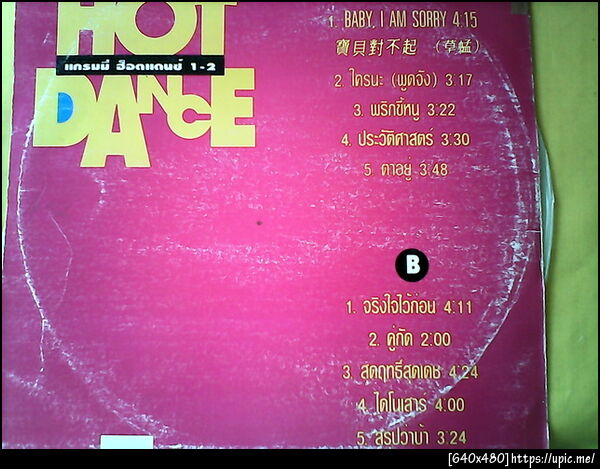 HOT
แกรมมี่ ฮ็อตแดนซ์ 1-2
DANCE
1. BABY, I AM SORRY 4.15
寶貝對不起 (草蜢)
2. ใครนะ (พูดจัง) 3:17
3. พริกขี้หนู 3:22
4. ประวัติศาสตร์ 3:30
5. ตาอยู่ 3:48
B
1. จริงใจไว้ก่อน 4:11
2. คู่กัด 2:00
3. สุดฤทธิ์สุดเดช 4:24
4. ไดโนเสาร์ 4:00
5. สรุปว่าบ้า 3:24
[640x480]https://upic.me/